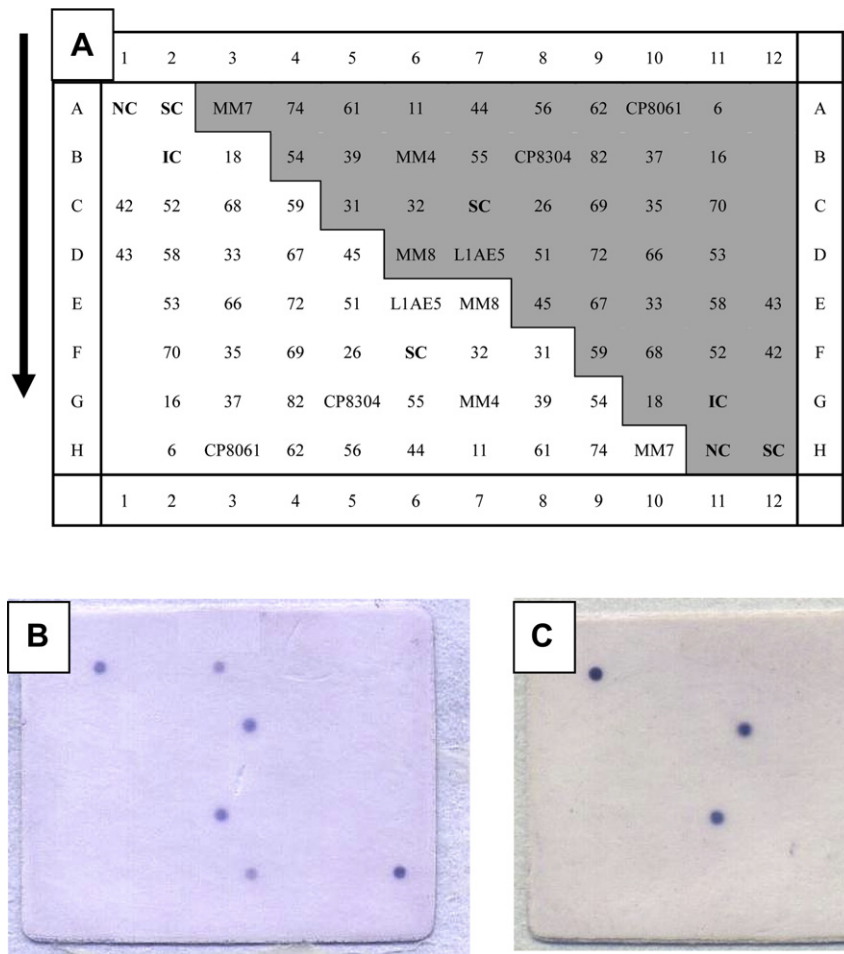 A
1 2 3 4 5 6 7 8 9 10 11 12
A NC SC MM7 74 61 11 44 56 62 CP8061 6 A
B IC 18 54 39 MM4 55 CP8304 82 37 16 B
C 42 52 68 59 31 32 SC 26 69 35 70 C
D 43 58 33 67 45 MM8 L1AE5 51 72 66 53 D
E 53 66 72 51 L1AE5 MM8 45 67 33 58 43 E
F 70 35 69 26 SC 32 31 59 68 52 42 F
G 16 37 82 CP8304 55 MM4 39 54 18 IC G
H 6 CP8061 62 56 44 11 61 74 MM7 NC SC H
1 2 3 4 5 6 7 8 9 10 11 12
B
C